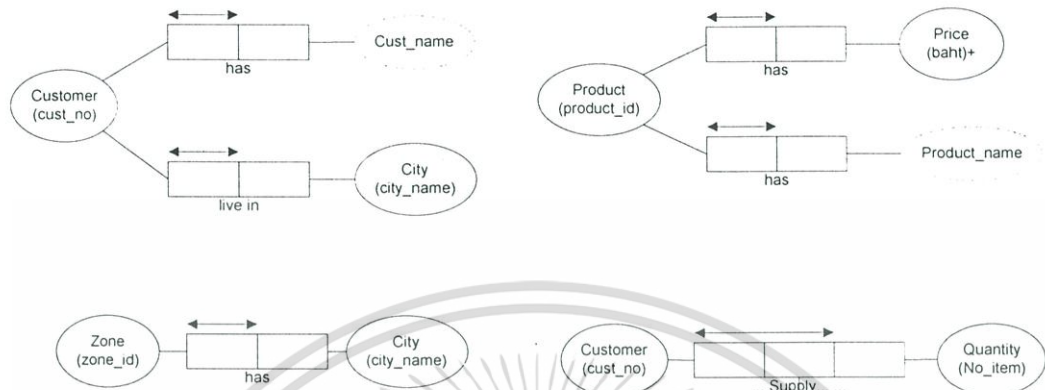 Cust_name
has
Customer
(cust_no)
City
(city_name)
live in
Price
(baht)+
has
Product
(product_id)
Product_name
has
Zone
(zone_id)
has
City
(city_name)
Customer
(cust_no)
Supply
Quantity
(No_item)